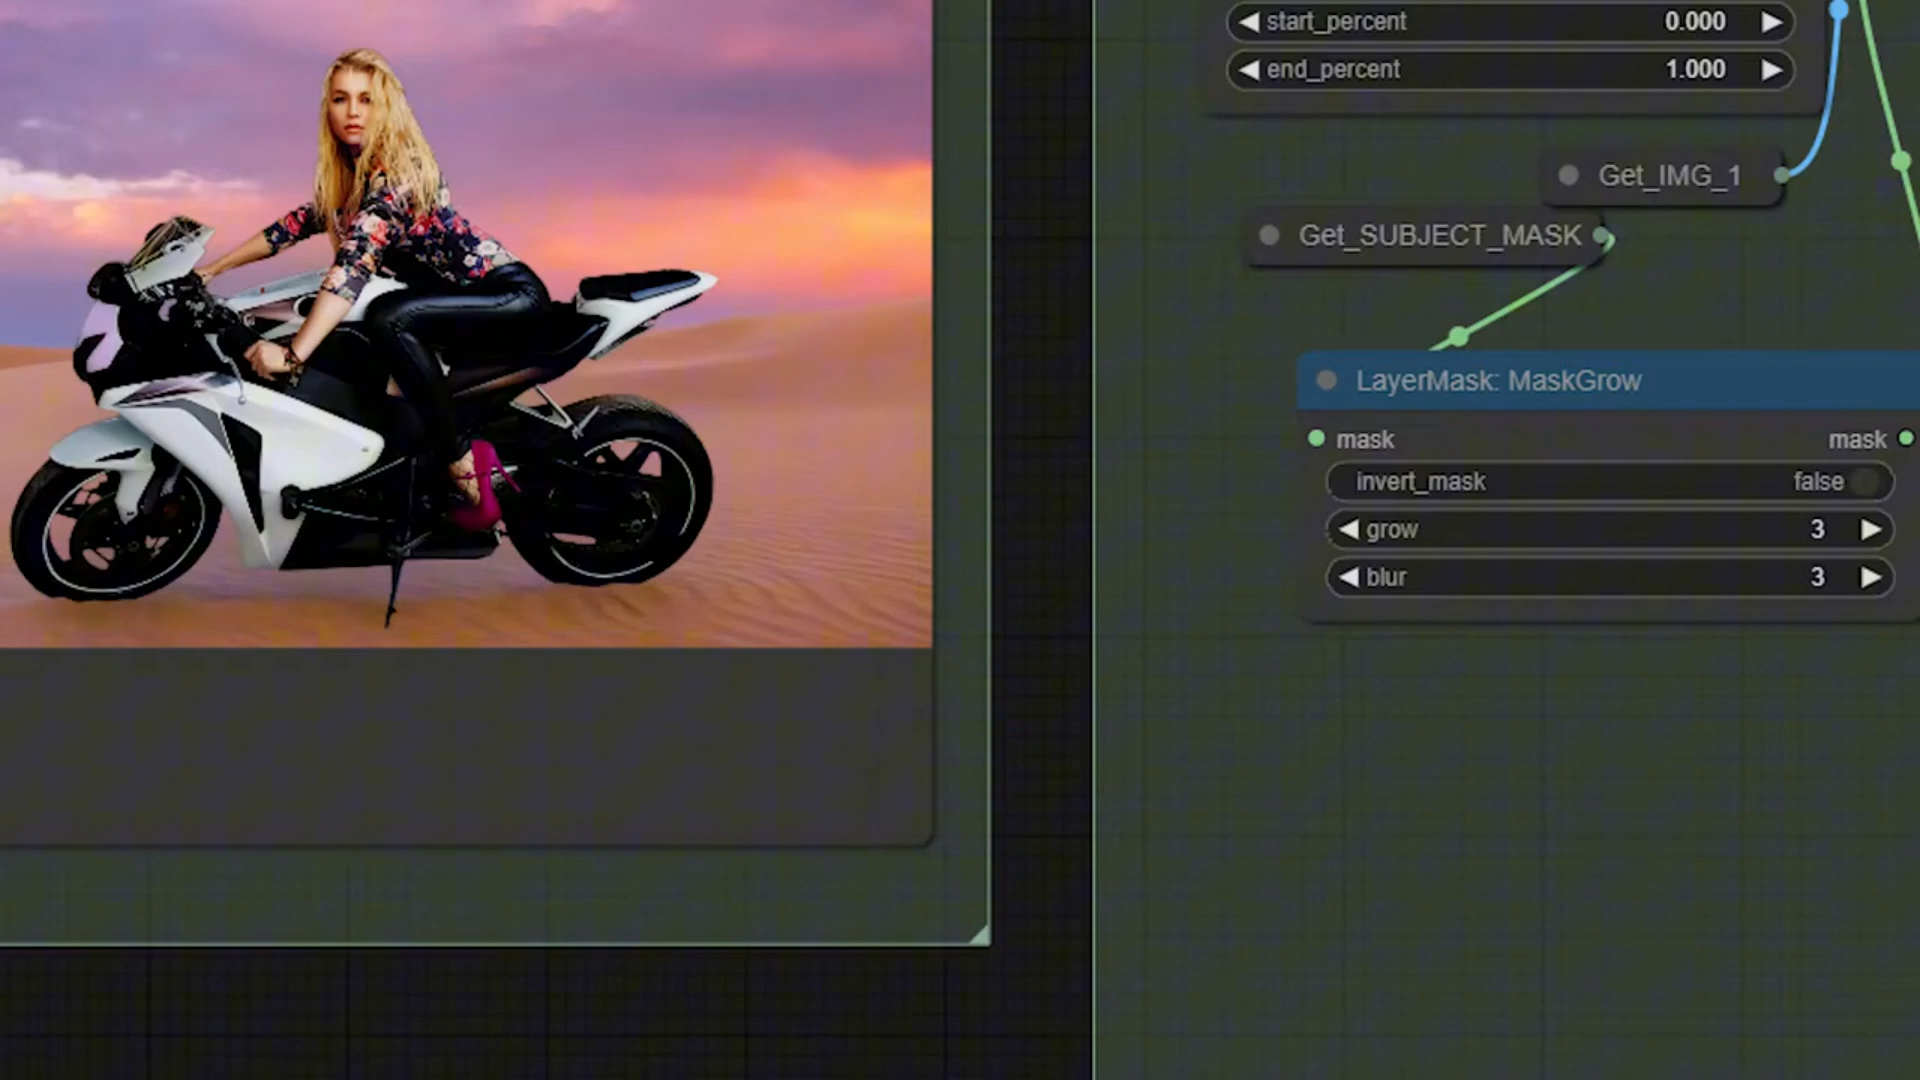 start_percent 0.000
end_percent 1.000
Get_IMG_1
Get_SUBJECT_MASK
LayerMask: MaskGrow
mask mask
invert_mask false
grow 3
blur 3